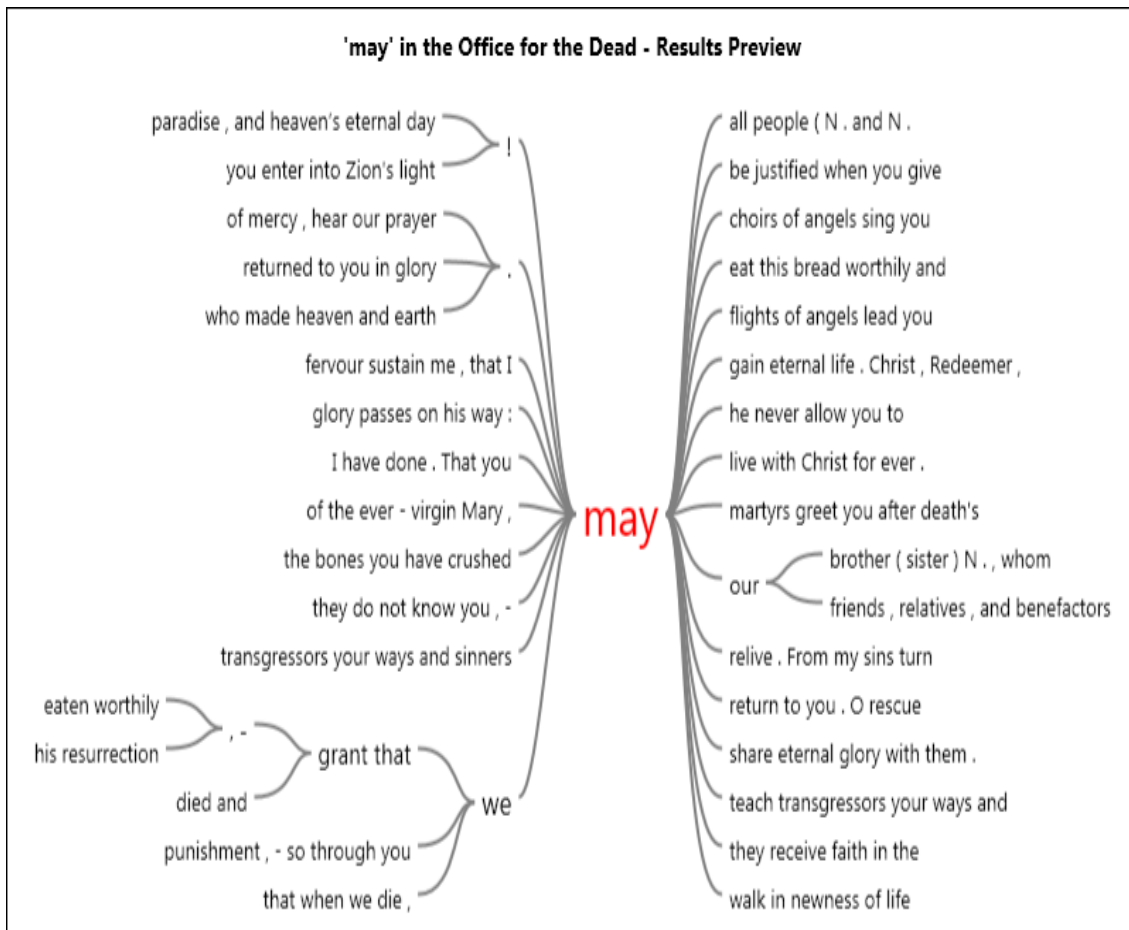 'may' in the Office for the Dead - Results Preview
paradise , and heaven's eternal day
you enter into Zion's light
!
of mercy , hear our prayer
returned to you in glory
who made heaven and earth
.
fervour sustain me , that I
glory passes on his way :
I have done . That you
of the ever - virgin Mary ,
the bones you have crushed
they do not know you , -
transgressors your ways and sinners
eaten worthily
his resurrection
, -
died and
grant that
punishment , - so through you
that when we die ,
we
may
all people ( N . and N .
be justified when you give
choirs of angels sing you
eat this bread worthily and
flights of angels lead you
gain eternal life . Christ , Redeemer ,
he never allow you to
live with Christ for ever .
martyrs greet you after death's
our
brother ( sister ) N . , whom
friends , relatives , and benefactors
relive . From my sins turn
return to you . O rescue
share eternal glory with them .
teach transgressors your ways and
they receive faith in the
walk in newness of life